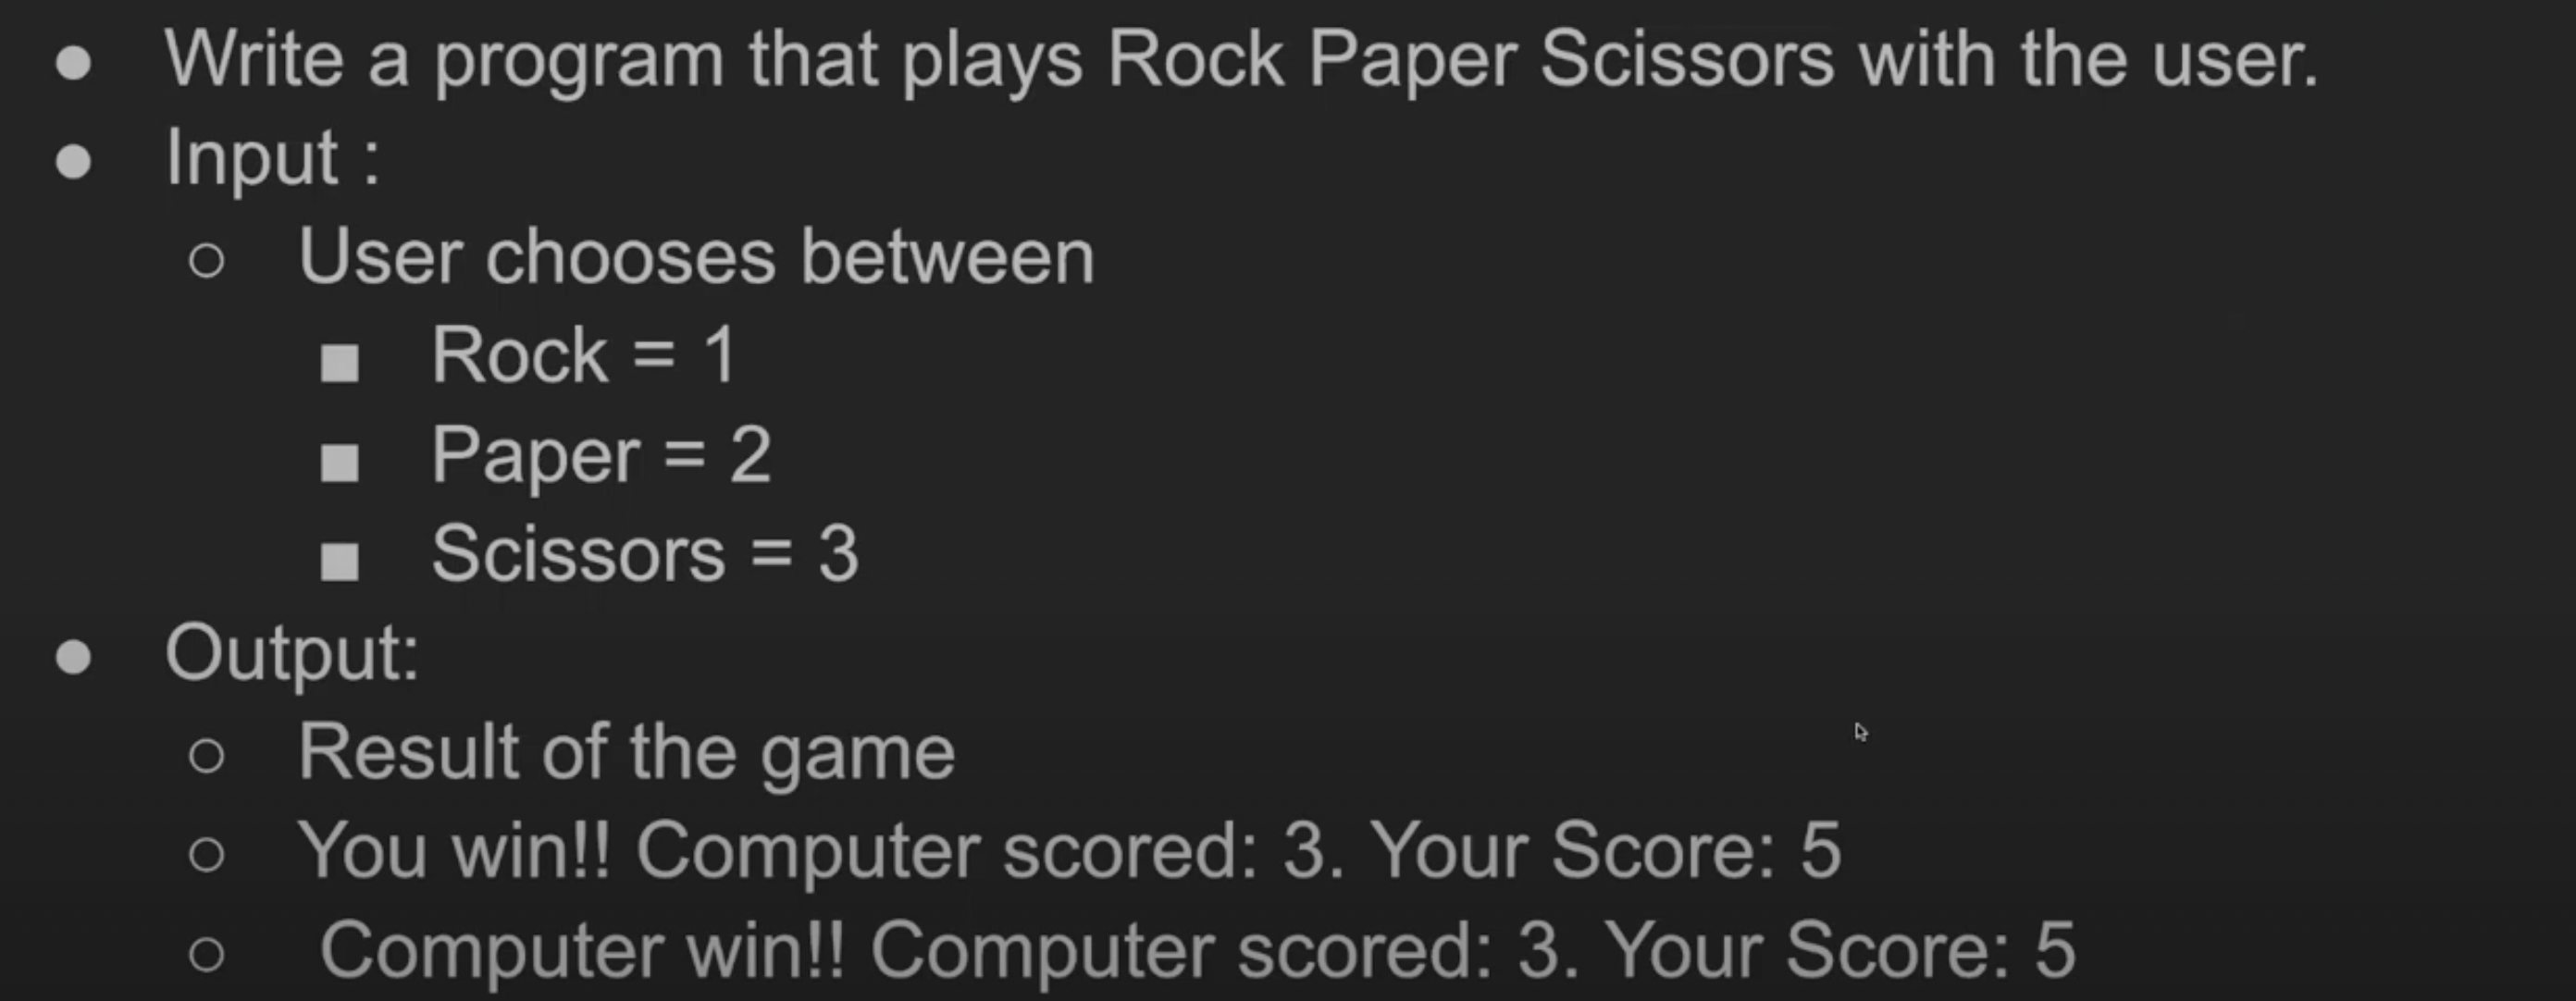 ● Write a program that plays Rock Paper Scissors with the user.
● Input :
○ User chooses between
■ Rock = 1
■ Paper = 2
■ Scissors = 3
● Output:
○ Result of the game
○ You win!! Computer scored: 3. Your Score: 5
○ Computer win!! Computer scored: 3. Your Score: 5